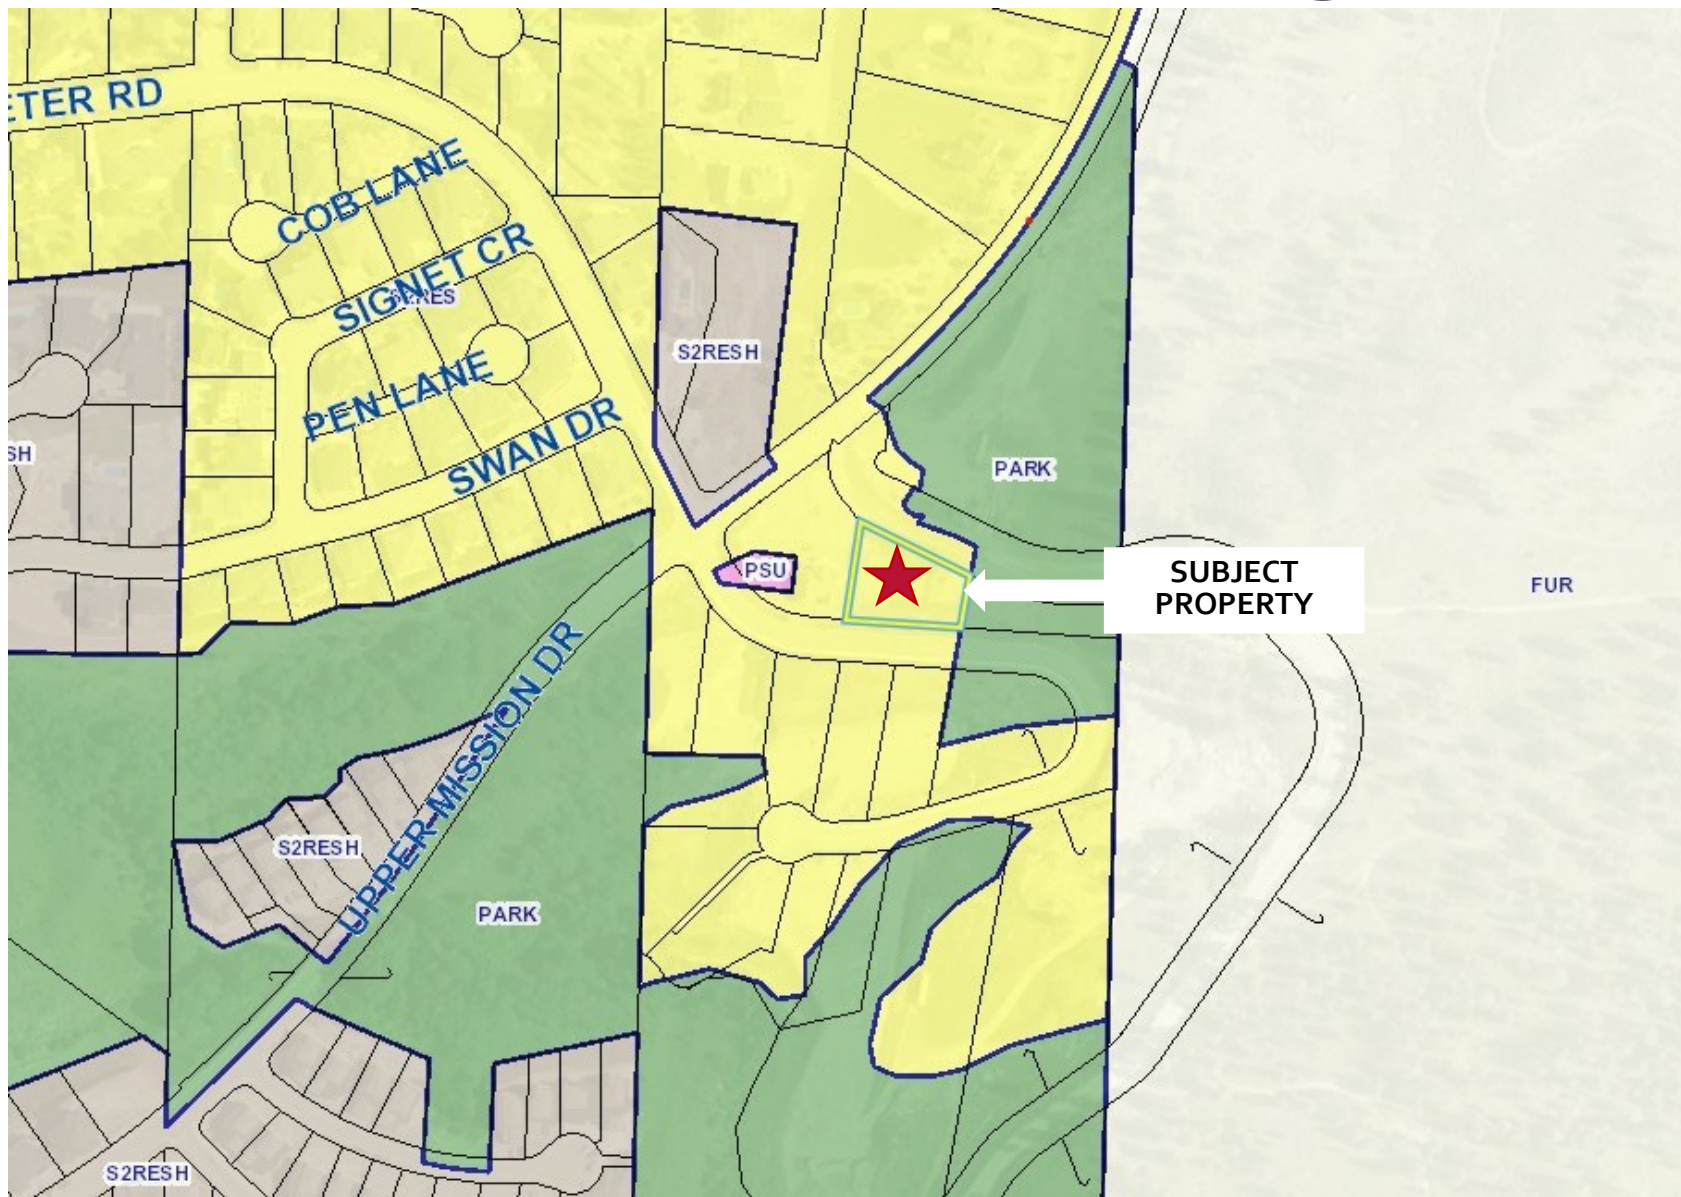 ETER RD
COB LANE
SIGNET CR
RES
S2RESH
PEN LANE
SWAN DR
SH
PARK
PSU
SUBJECT
PROPERTY
FUR
UPPER MISSION DR
S2RESH
PARK
S2RESH